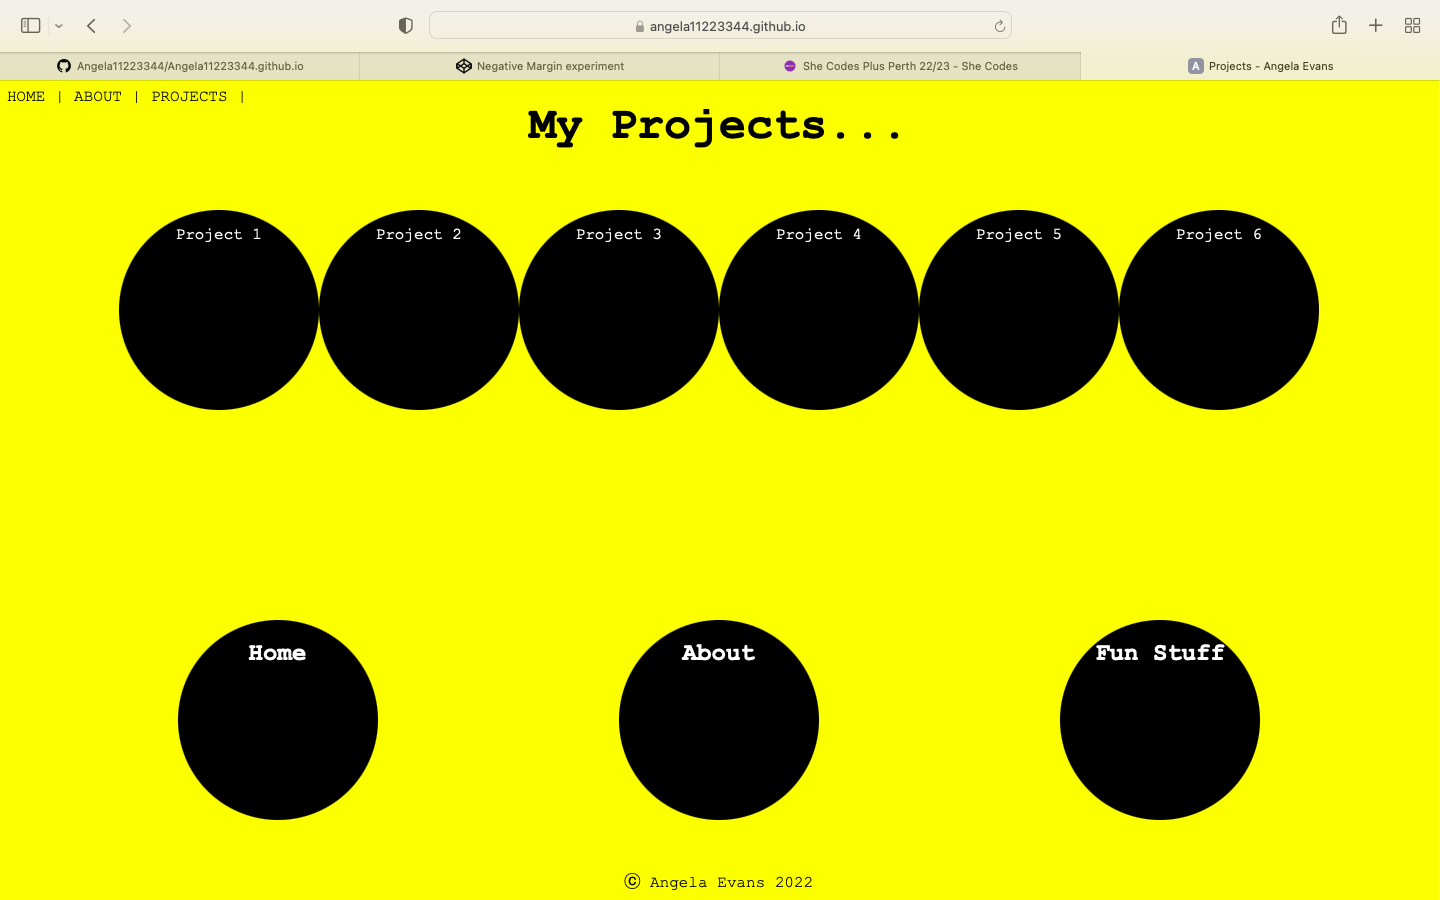 angela11223344.github.io
Angela11223344/Angela11223344.github.io
Negative Margin experiment
She Codes Plus Perth 22/23 - She Codes
A Projects - Angela Evans
HOME | ABOUT | PROJECTS |
My Projects...
Project 1
Project 2
Project 3
Project 4
Project 5
Project 6
Home
About
Fun Stuff
© Angela Evans 2022